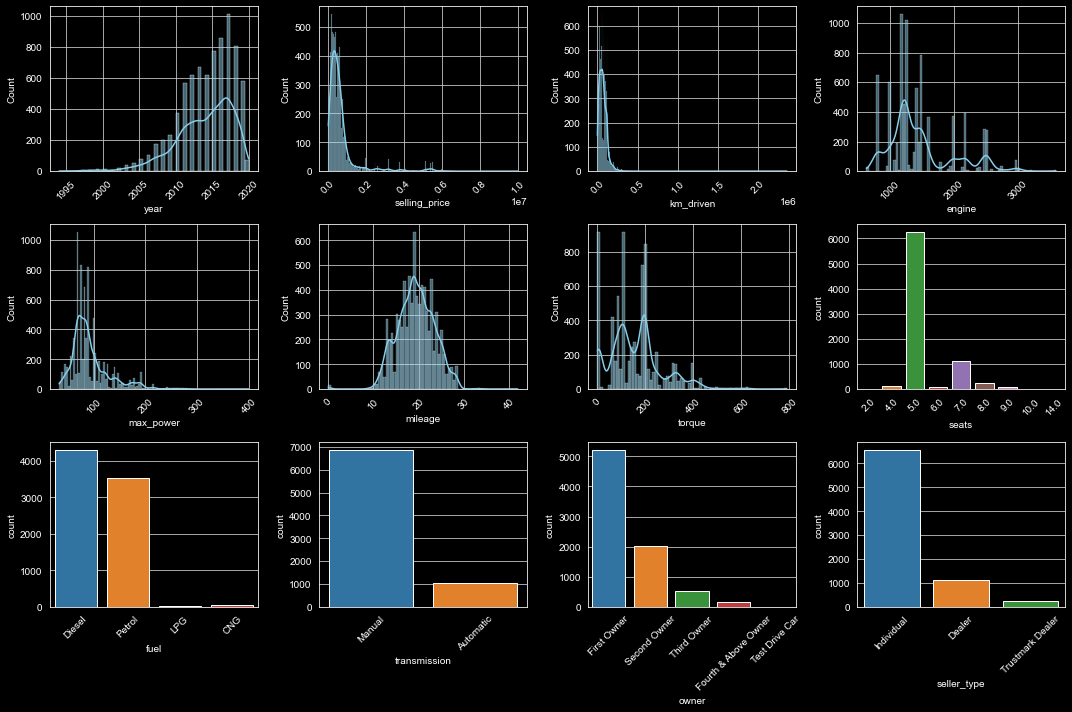 1000
800
600
400
200
0
Count
1995
2000
2005
2010
2015
2020
year
500
400
300
200
100
0
Count
0.0
0.2
0.4
0.6
0.8
1.0
1e7
selling_price
600
500
400
300
200
100
0
Count
0.0
0.5
1.0
1.5
2.0
1e6
km_driven
1000
800
600
400
200
0
Count
1000
2000
3000
engine
1000
800
600
400
200
0
Count
100
200
300
400
max_power
600
500
400
300
200
100
0
Count
0
10
20
30
40
mileage
800
600
400
200
0
Count
0
200
400
600
800
torque
6000
5000
4000
3000
2000
1000
0
count
2.0
4.0
5.0
6.0
7.0
8.0
9.0
10.0
14.0
seats
4000
3000
2000
1000
0
count
Diesel
Petrol
LPG
CNG
fuel
7000
6000
5000
4000
3000
2000
1000
0
count
Manual
Automatic
transmission
5000
4000
3000
2000
1000
0
count
First Owner
Second Owner
Third Owner
Fourth & Above Owner
Test Drive Car
owner
6000
5000
4000
3000
2000
1000
0
count
Individual
Dealer
Trustmark Dealer
seller_type